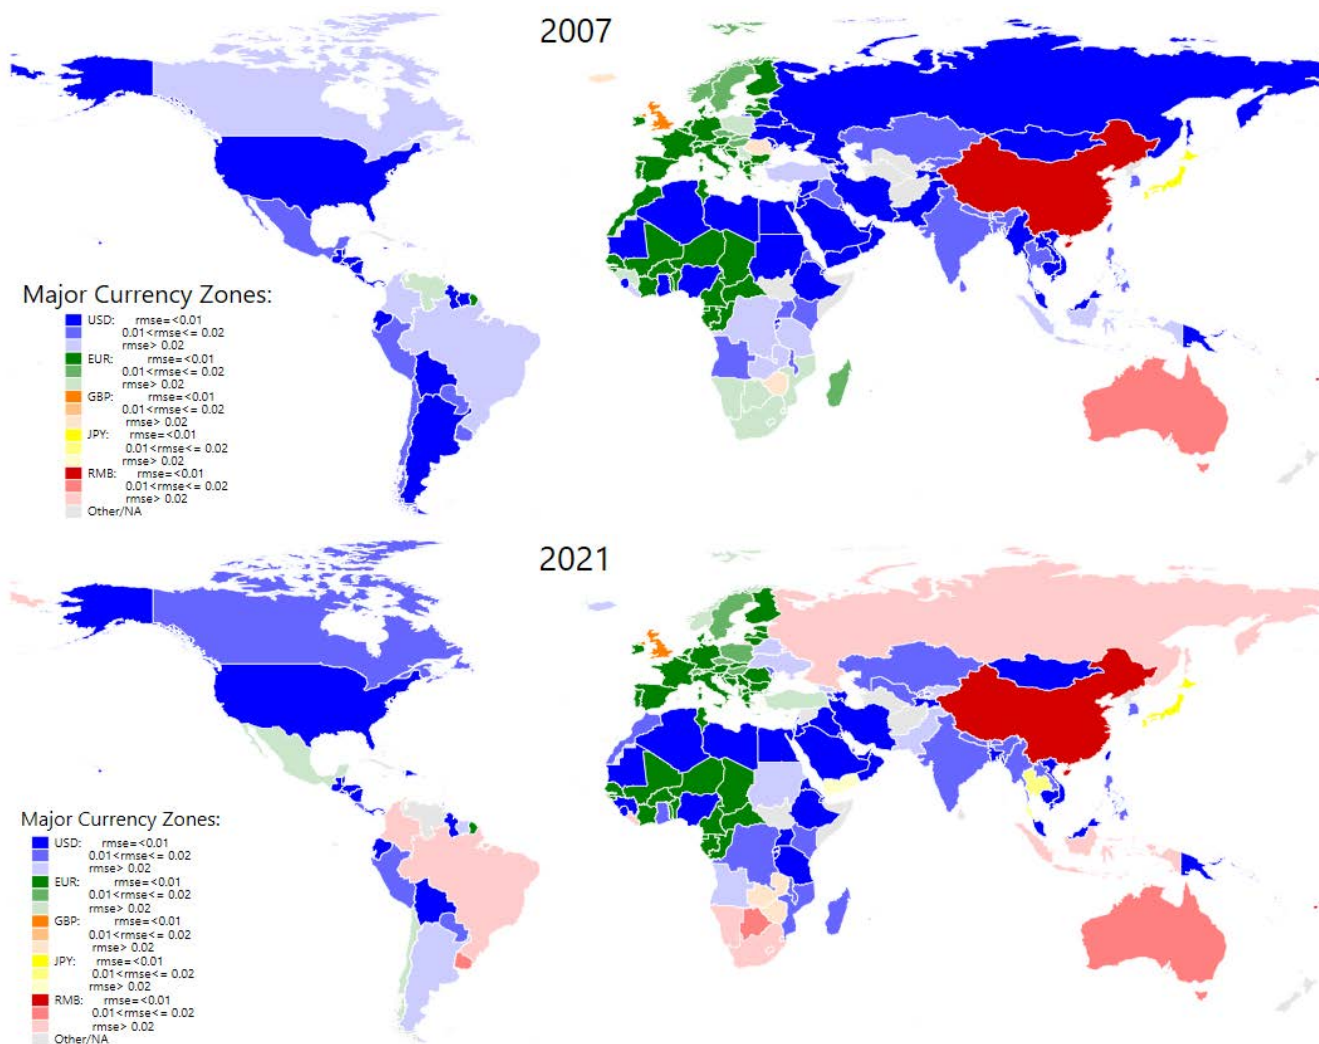 2007
Major Currency Zones:
USD: rmse=<0.01
0.01<rmse<= 0.02
rmse> 0.02
EUR: rmse=<0.01
0.01<rmse<= 0.02
rmse> 0.02
GBP: rmse=<0.01
0.01<rmse<= 0.02
rmse> 0.02
JPY: rmse=<0.01
0.01<rmse<= 0.02
rmse> 0.02
RMB: rmse=<0.01
0.01<rmse<= 0.02
rmse> 0.02
Other/NA
2021
Major Currency Zones:
USD: rmse=<0.01
0.01<rmse<= 0.02
rmse> 0.02
EUR: rmse=<0.01
0.01<rmse<= 0.02
rmse> 0.02
GBP: rmse=<0.01
0.01<rmse<= 0.02
rmse> 0.02
JPY: rmse=<0.01
0.01<rmse<= 0.02
rmse> 0.02
RMB: rmse=<0.01
0.01<rmse<= 0.02
rmse> 0.02
Other/NA